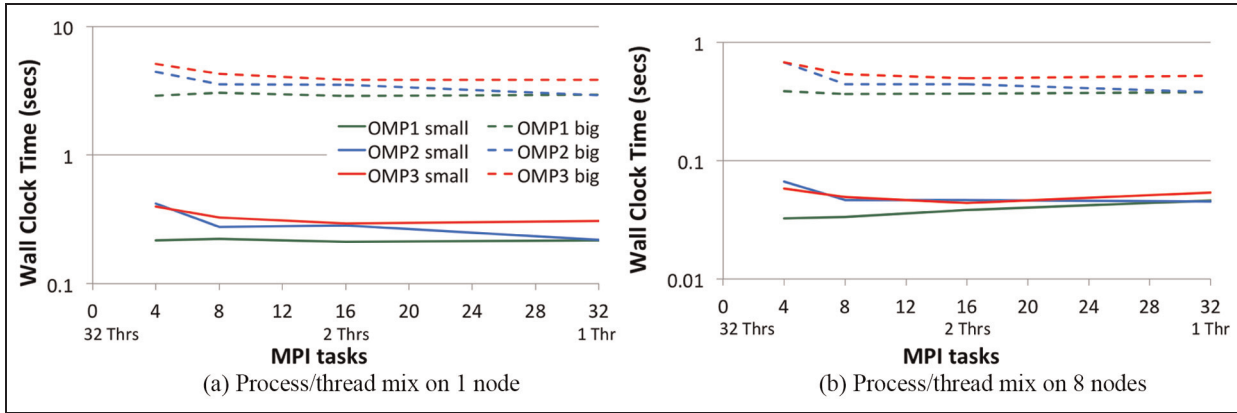 10
1
0.1
Wall Clock Time (secs)
OMP1 small
OMP1 big
OMP2 small
OMP2 big
OMP3 small
OMP3 big
0 4 8 12 16 20 24 28 32
32 Thrs 2 Thrs 1 Thr
MPI tasks
(a) Process/thread mix on 1 node
1
0.1
0.01
Wall Clock Time (secs)
0 4 8 12 16 20 24 28 32
32 Thrs 2 Thrs 1 Thr
MPI tasks
(b) Process/thread mix on 8 nodes